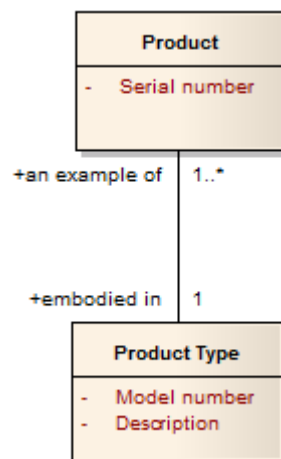 Product
- Serial number
+an example of 1..*
+embodied in 1
Product Type
- Model number
- Description